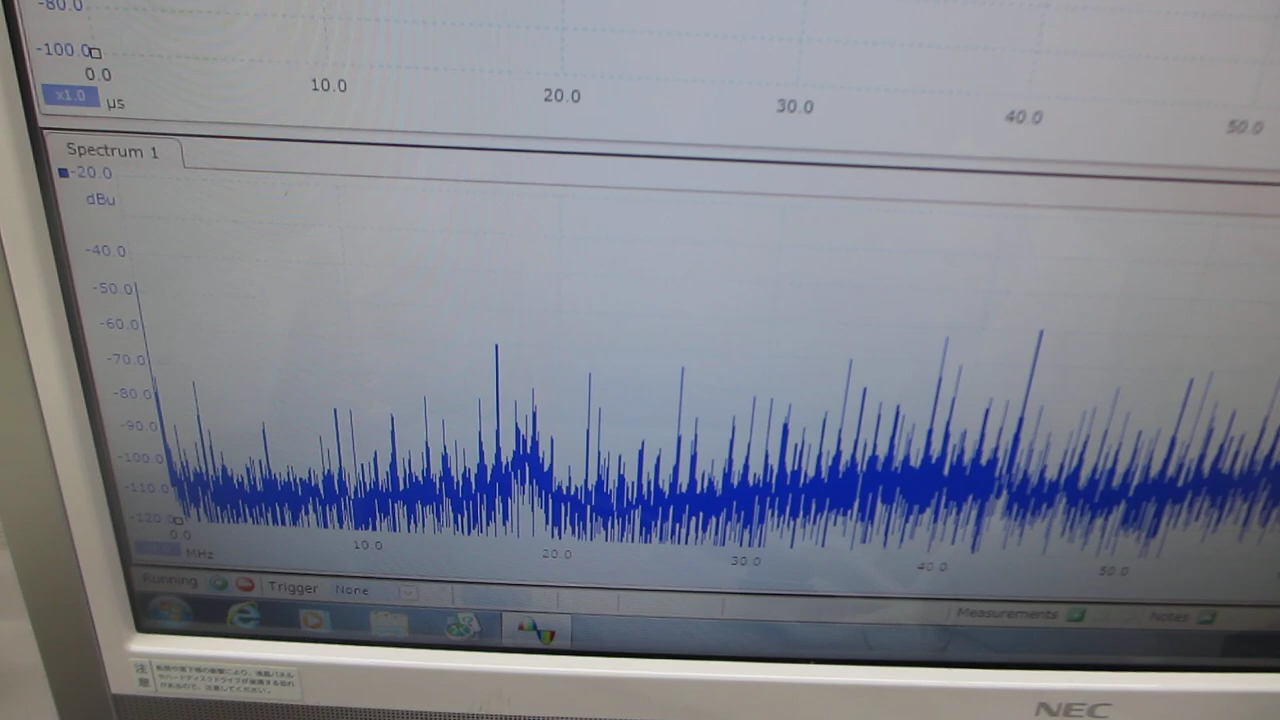 -80.0
-100.0
0.0 10.0 20.0 30.0 40.0 50.0
x1.0 µs
Spectrum 1
-20.0
dBu
-40.0
-50.0
-60.0
-70.0
-80.0
-90.0
-100.0
-110.0
-120.0
0.0 10.0 20.0 30.0 40.0 50.0
MHz
Running Trigger None Measurements Notes
注意
NEC